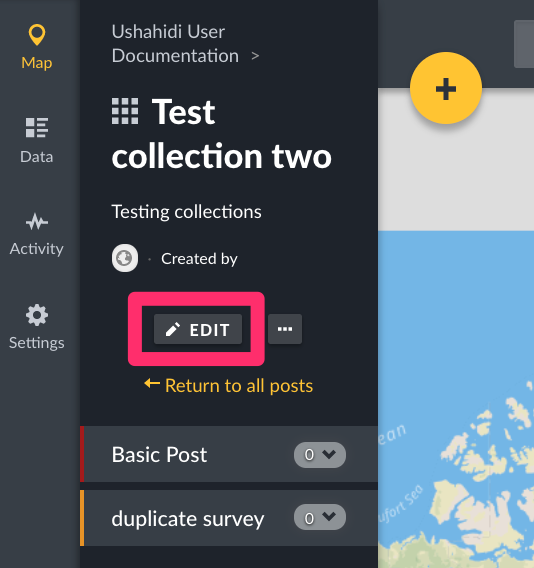 Map
Data
Activity
Settings
Ushahidi User
Documentation >
Test
collection two
Testing collections
· Created by
EDIT
Return to all posts
Basic Post 0
duplicate survey 0
ean
ufort Sea